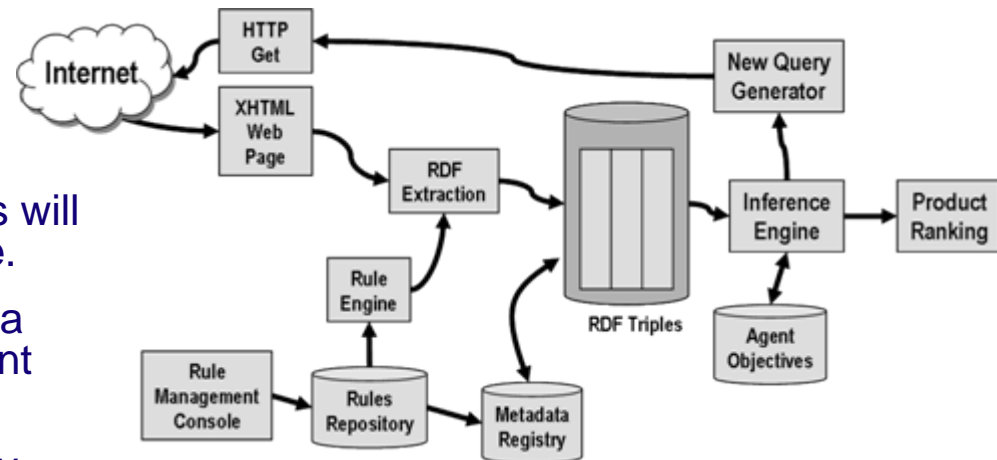 HTTP
Get
Internet
XHTML
Web
Page
New Query
Generator
RDF
Extraction
s will
e.
Inference
Engine
Product
Ranking
Rule
Engine
a
nt
RDF Triples
Agent
Objectives
Rule
Management
Console
Rules
Repository
Metadada
Registry